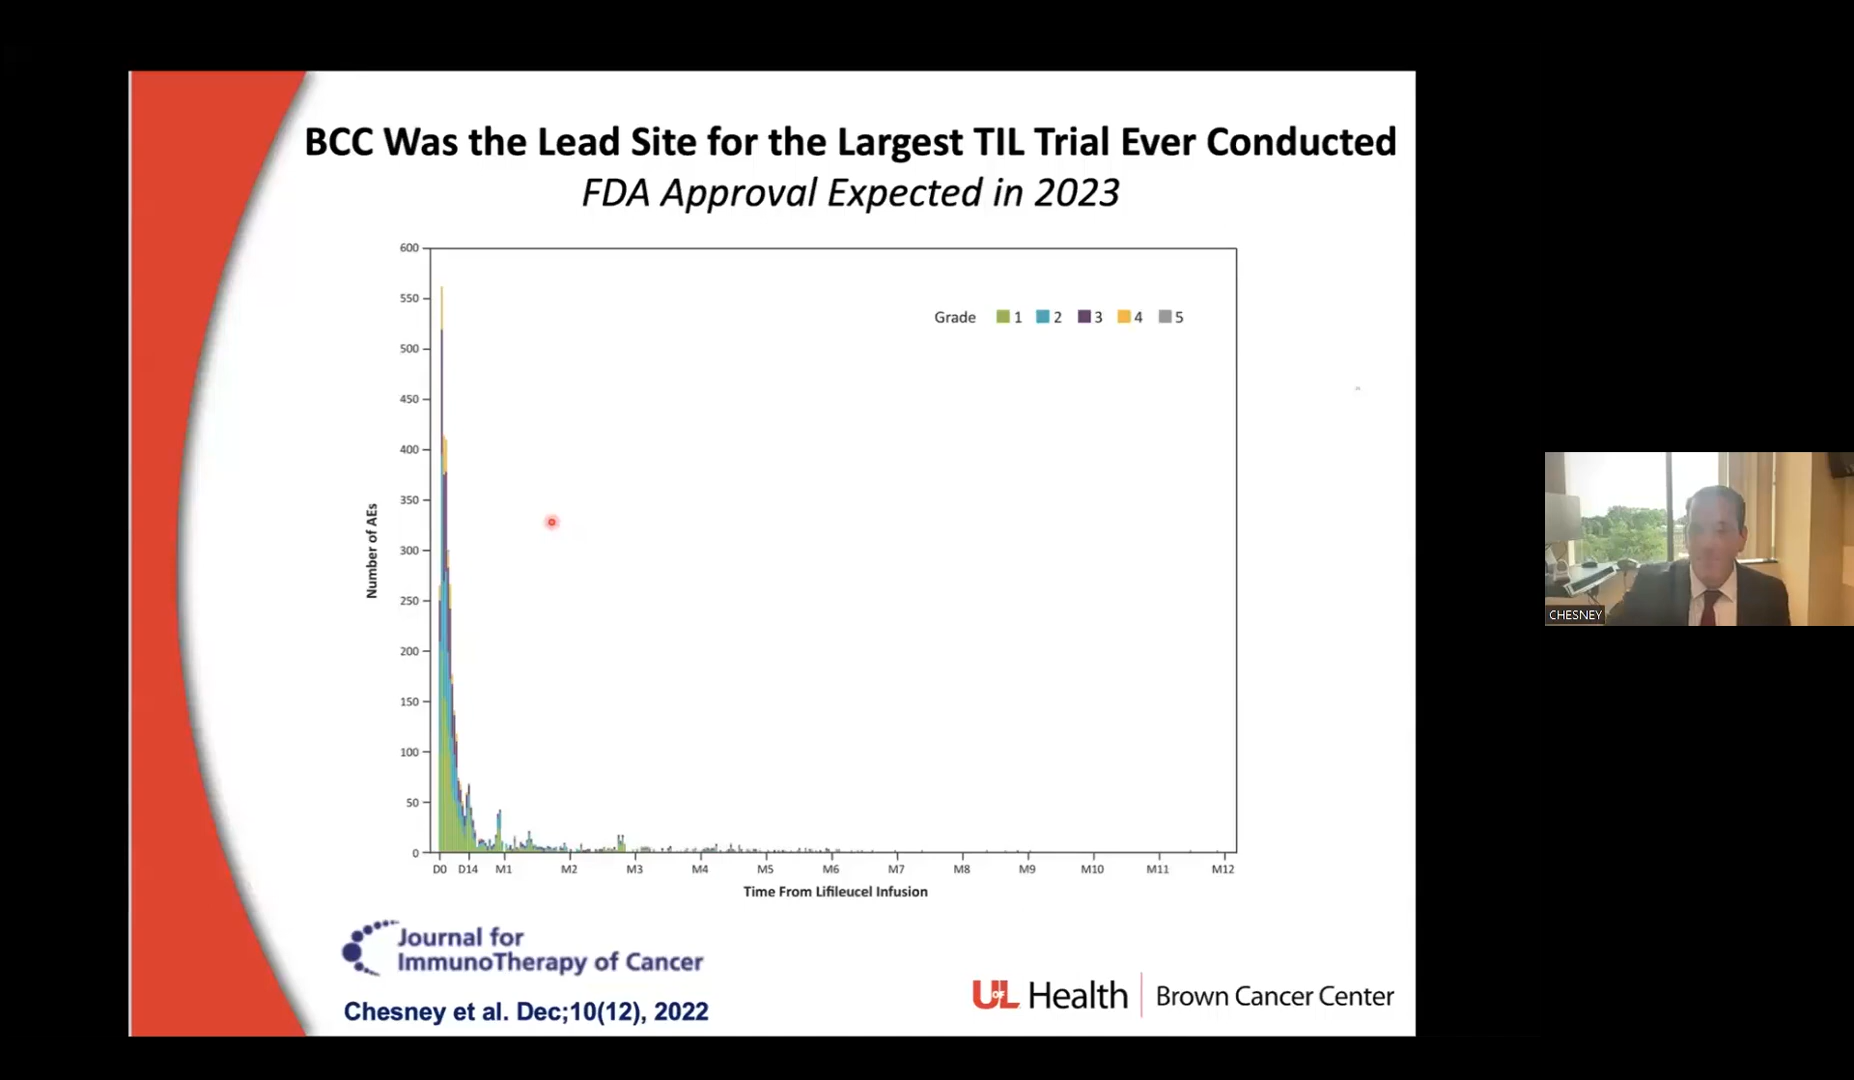 BCC Was the Lead Site for the Largest TIL Trial Ever Conducted
FDA Approval Expected in 2023
600
550
500
450
400
350
300
250
200
150
100
50
0
Number of AEs
Grade 1 2 3 4 5
D0 D14 M1 M2 M3 M4 M5 M6 M7 M8 M9 M10 M11 M12
Time From Lifileucel Infusion
Journal for
ImmunoTherapy of Cancer
Chesney et al. Dec;10(12), 2022
UofL Health Brown Cancer Center
CHESNEY